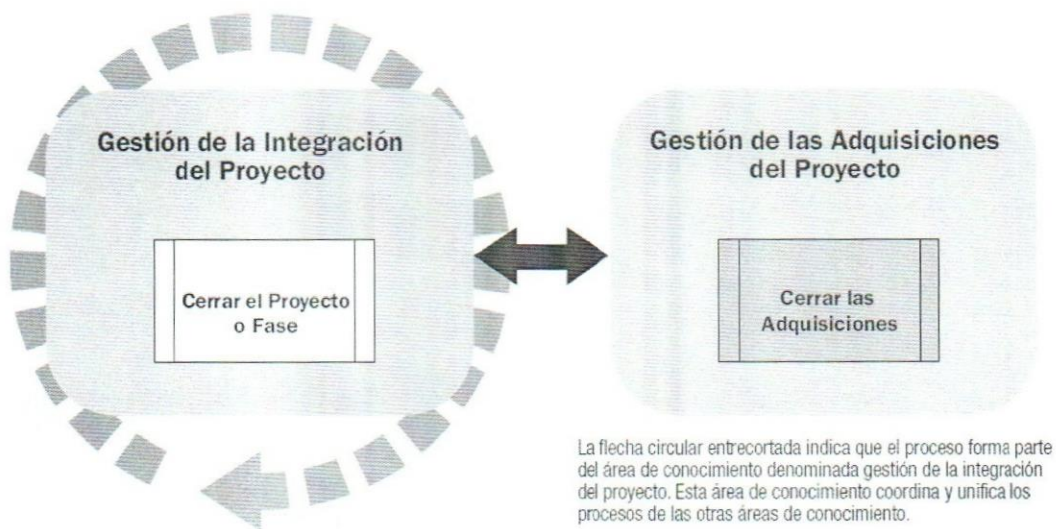 Gestión de la Integración
del Proyecto
Cerrar el Proyecto
o Fase
Gestión de las Adquisiciones
del Proyecto
Cerrar las
Adquisiciones
La flecha circular entrecortada indica que el proceso forma parte
del área de conocimiento denominada gestión de la integración
del proyecto. Esta área de conocimiento coordina y unifica los
procesos de las otras áreas de conocimiento.